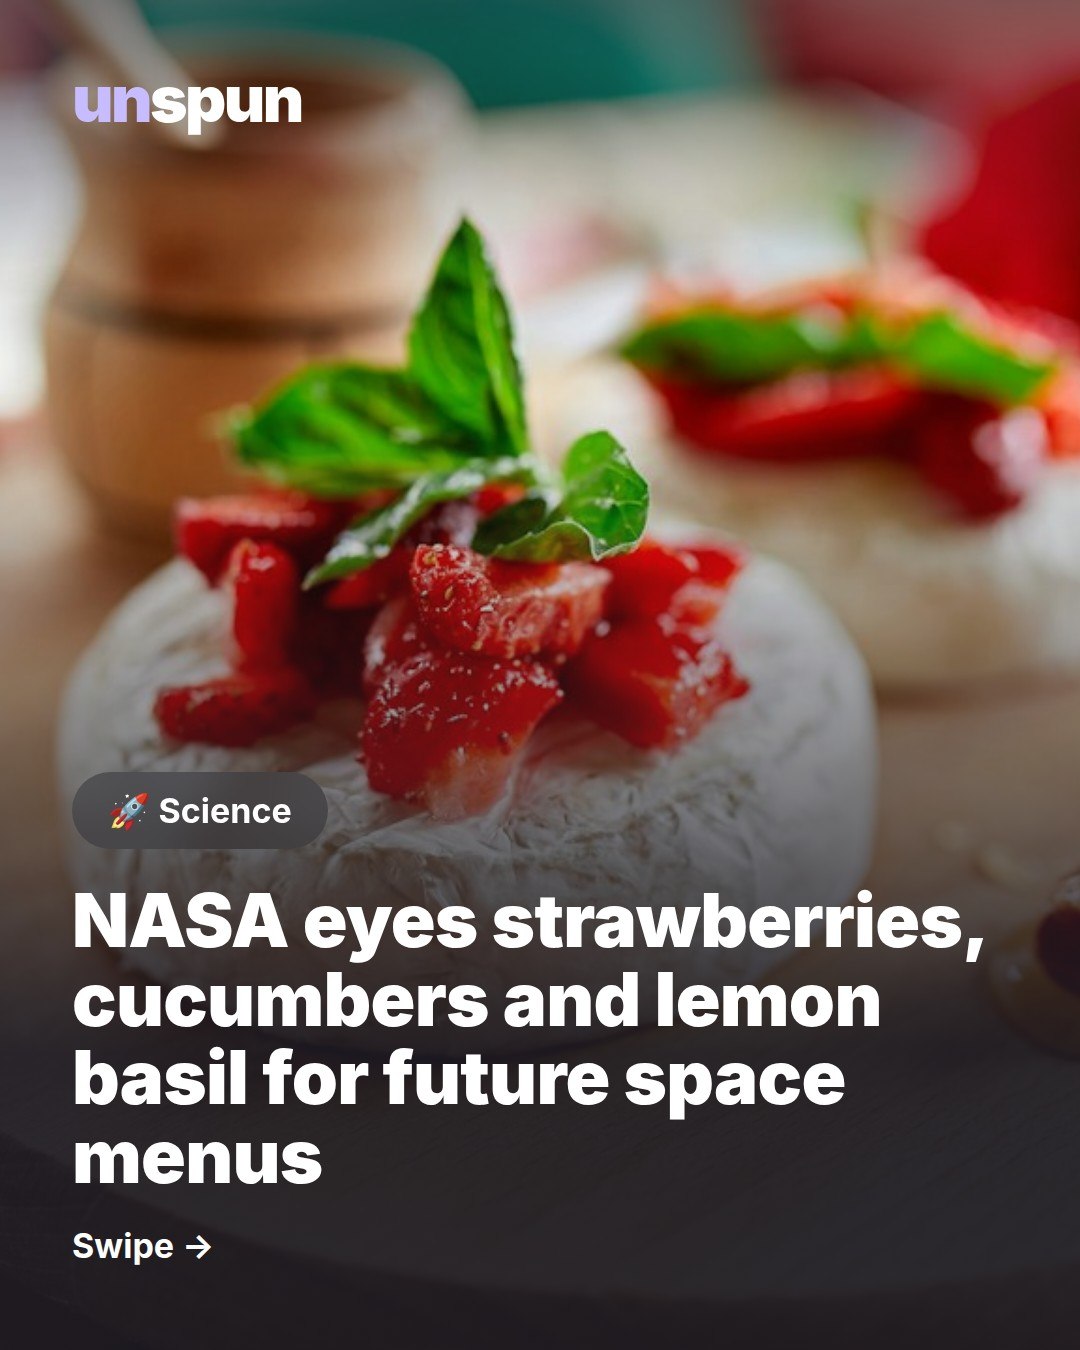 unspun
🚀 Science
NASA eyes strawberries,
cucumbers and lemon
basil for future space
menus
Swipe →